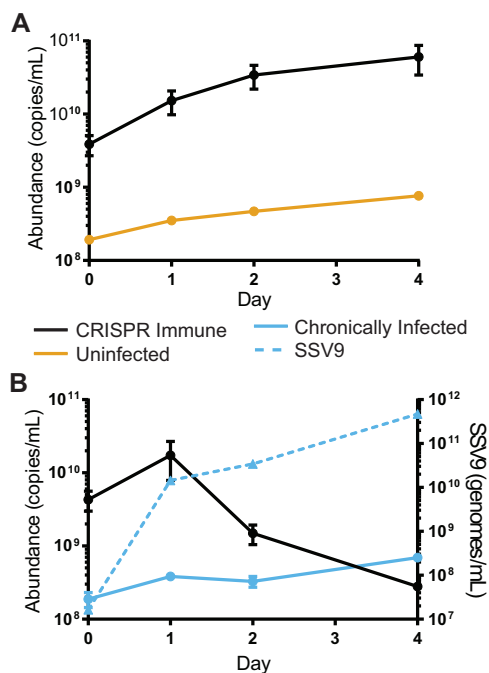 A
Abundance (copies/mL)
10¹¹
10¹⁰
10⁹
10⁸
0 1 2 3 4
Day
CRISPR Immune
Chronically Infected
Uninfected
SSV9
B
Abundance (copies/mL)
10¹¹
10¹⁰
10⁹
10⁸
SSV9 (genomes/mL)
10¹²
10¹¹
10¹⁰
10⁹
10⁸
10⁷
0 1 2 3 4
Day